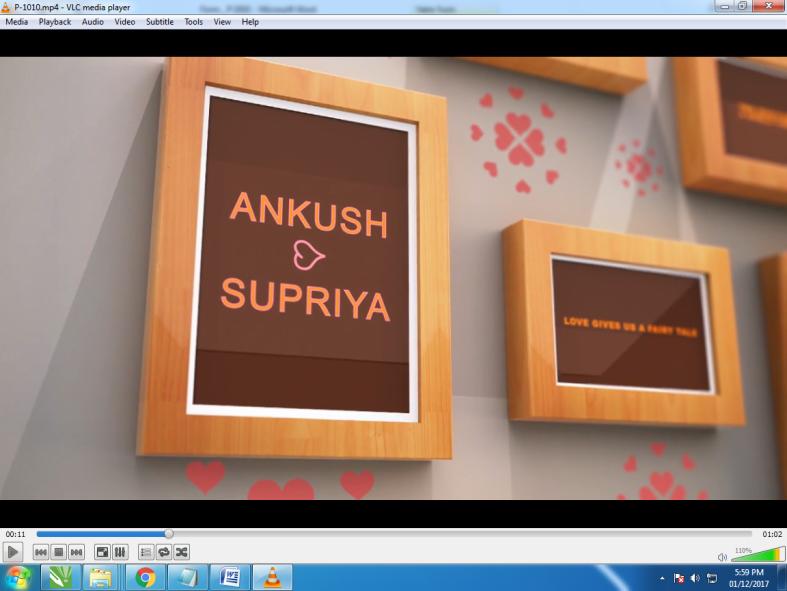 P-1010.mp4 - VLC media player
Media Playback Audio Video Subtitle Tools View Help
ANKUSH
SUPRIYA
LOVE GIVES US A FAIRY TALE
00:11
01:02
110%
5:59 PM
01/12/2017